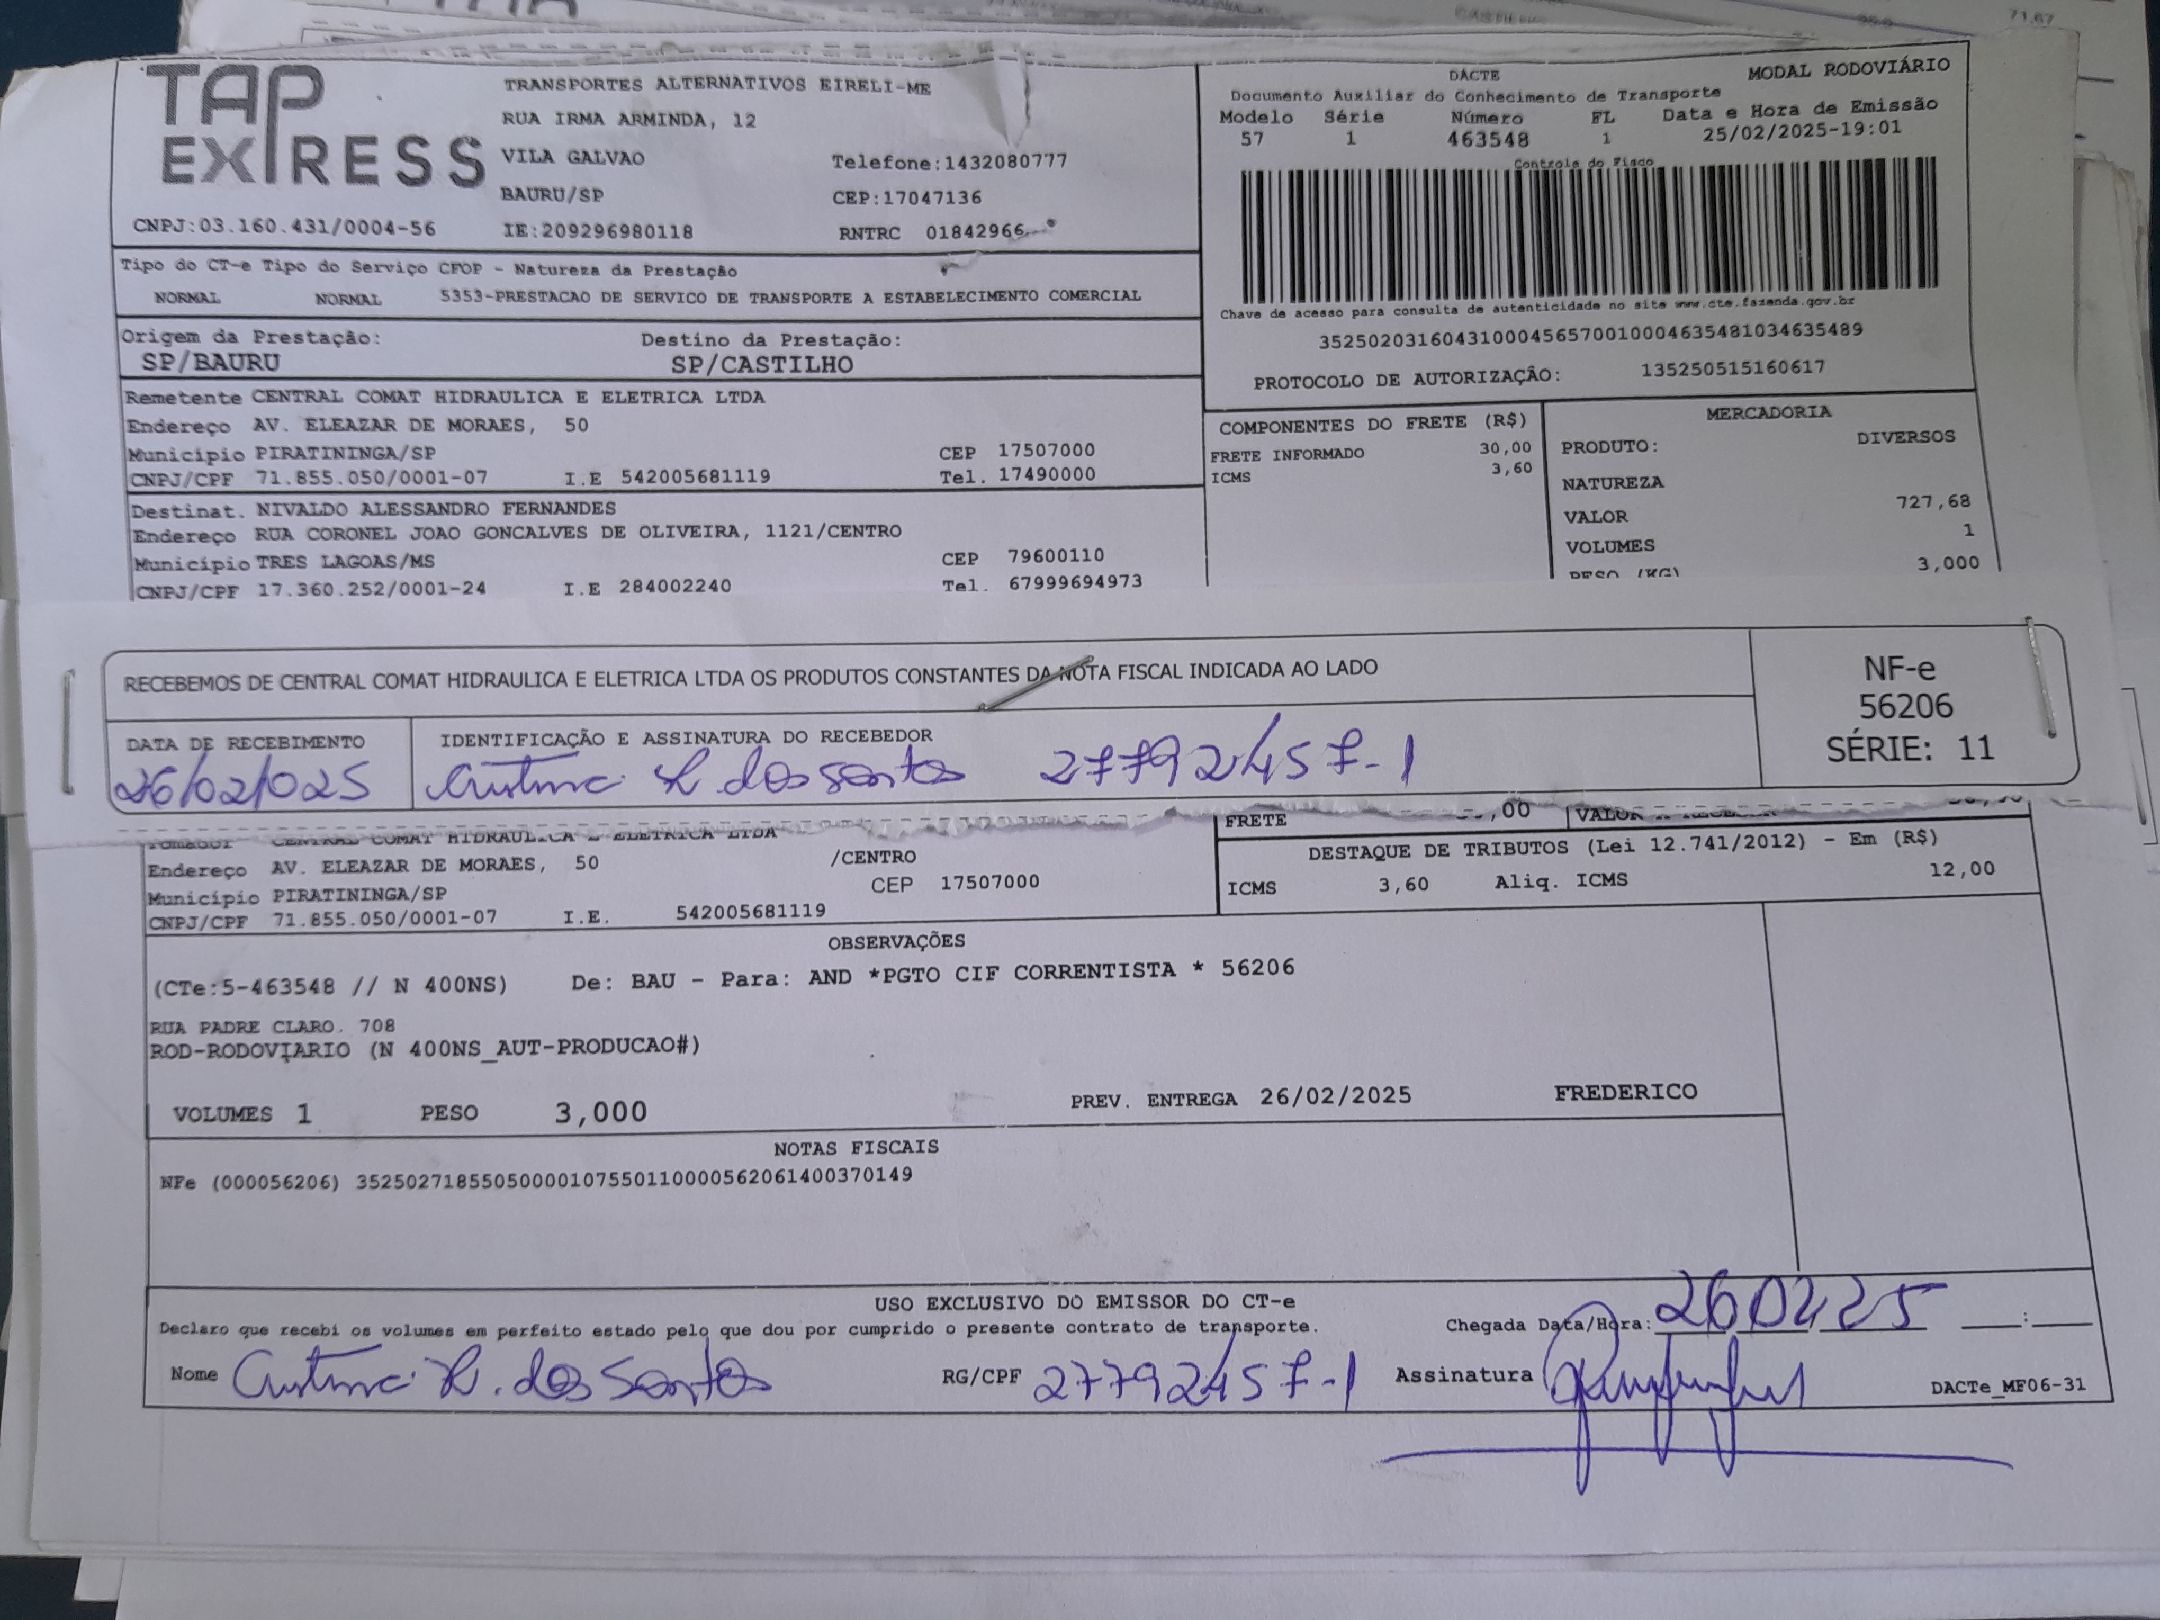 TAP EXPRESS
TRANSPORTES ALTERNATIVOS EIRELI-ME
RUA IRMA ARMINDA, 12
VILA GALVAO Telefone:1432080777
BAURU/SP CEP:17047136
CNPJ:03.160.431/0004-56 IE:209296980118 RNTRC 01842966
DACTE MODAL RODOVIÁRIO
Documento Auxiliar do Conhecimento de Transporte
Modelo Série Número FL Data e Hora de Emissão
57 1 463548 1 25/02/2025-19:01
Controle do Fisco
Chave de acesso para consulta de autenticidade no site www.cte.fazenda.gov.br
35250203160431000456570010004635481034635489
PROTOCOLO DE AUTORIZAÇÃO: 135250515160617
Tipo do CT-e Tipo do Serviço CFOP - Natureza da Prestação
NORMAL NORMAL 5353-PRESTACAO DE SERVICO DE TRANSPORTE A ESTABELECIMENTO COMERCIAL
Origem da Prestação: Destino da Prestação:
SP/BAURU SP/CASTILHO
Remetente CENTRAL COMAT HIDRAULICA E ELETRICA LTDA
Endereço AV. ELEAZAR DE MORAES, 50
Município PIRATININGA/SP CEP 17507000
CNPJ/CPF 71.855.050/0001-07 I.E 542005681119 Tel. 17490000
Destinat. NIVALDO ALESSANDRO FERNANDES
Endereço RUA CORONEL JOAO GONCALVES DE OLIVEIRA, 1121/CENTRO
Município TRES LAGOAS/MS CEP 79600110
CNPJ/CPF 17.360.252/0001-24 I.E 284002240 Tel. 67999694973
COMPONENTES DO FRETE (R$)
FRETE INFORMADO 30,00
ICMS 3,60
MERCADORIA
PRODUTO: DIVERSOS
NATUREZA
VALOR 727,68
VOLUMES 1
PESO (KG) 3,000
RECEBEMOS DE CENTRAL COMAT HIDRAULICA E ELETRICA LTDA OS PRODUTOS CONSTANTES DA NOTA FISCAL INDICADA AO LADO
NF-e
56206
SÉRIE: 11
DATA DE RECEBIMENTO IDENTIFICAÇÃO E ASSINATURA DO RECEBEDOR
dos santos 27792457-1
Tomador CENTRAL COMAT HIDRAULICA E ELETRICA LTDA
Endereço AV. ELEAZAR DE MORAES, 50 /CENTRO
Município PIRATININGA/SP CEP 17507000
CNPJ/CPF 71.855.050/0001-07 I.E. 542005681119
FRETE ,00 VALOR A RECEBER
DESTAQUE DE TRIBUTOS (Lei 12.741/2012) - Em (R$)
ICMS 3,60 Aliq. ICMS 12,00
OBSERVAÇÕES
(CTe:5-463548 // N 400NS) De: BAU - Para: AND *PGTO CIF CORRENTISTA * 56206
RUA PADRE CLARO. 708
ROD-RODOVIARIO (N 400NS_AUT-PRODUCAO#)
VOLUMES 1 PESO 3,000 PREV. ENTREGA 26/02/2025 FREDERICO
NOTAS FISCAIS
NFe (000056206) 35250271855050000107550110000562061400370149
USO EXCLUSIVO DO EMISSOR DO CT-e
Declaro que recebi os volumes em perfeito estado pelo que dou por cumprido o presente contrato de transporte.
Chegada Data/Hora: 26 02 25 :
Nome dos Santos RG/CPF 27792457-1 Assinatura
DACTe_MF06-31